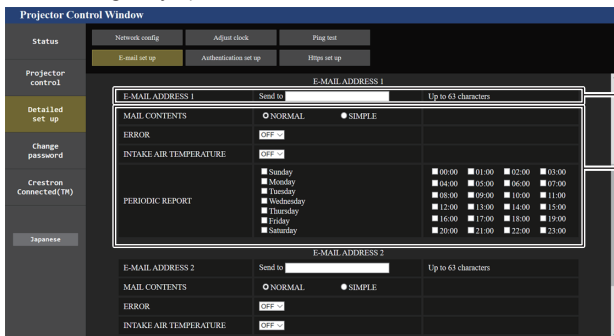 Projector Control Window
Status
Network config Adjust clock Ping test
E-mail set up Authentication set up Https set up
Projector control
Detailed set up
Change password
Crestron Connected(TM)
Japanese
E-MAIL ADDRESS 1
E-MAIL ADDRESS 1 Send to Up to 63 characters
MAIL CONTENTS NORMAL SIMPLE
ERROR OFF
INTAKE AIR TEMPERATURE OFF
PERIODIC REPORT
Sunday 00:00 01:00 02:00 03:00
Monday 04:00 05:00 06:00 07:00
Tuesday 08:00 09:00 10:00 11:00
Wednesday 12:00 13:00 14:00 15:00
Thursday 16:00 17:00 18:00 19:00
Friday 20:00 21:00 22:00 23:00
Saturday
E-MAIL ADDRESS 2
E-MAIL ADDRESS 2 Send to Up to 63 characters
MAIL CONTENTS NORMAL SIMPLE
ERROR OFF
INTAKE AIR TEMPERATURE OFF